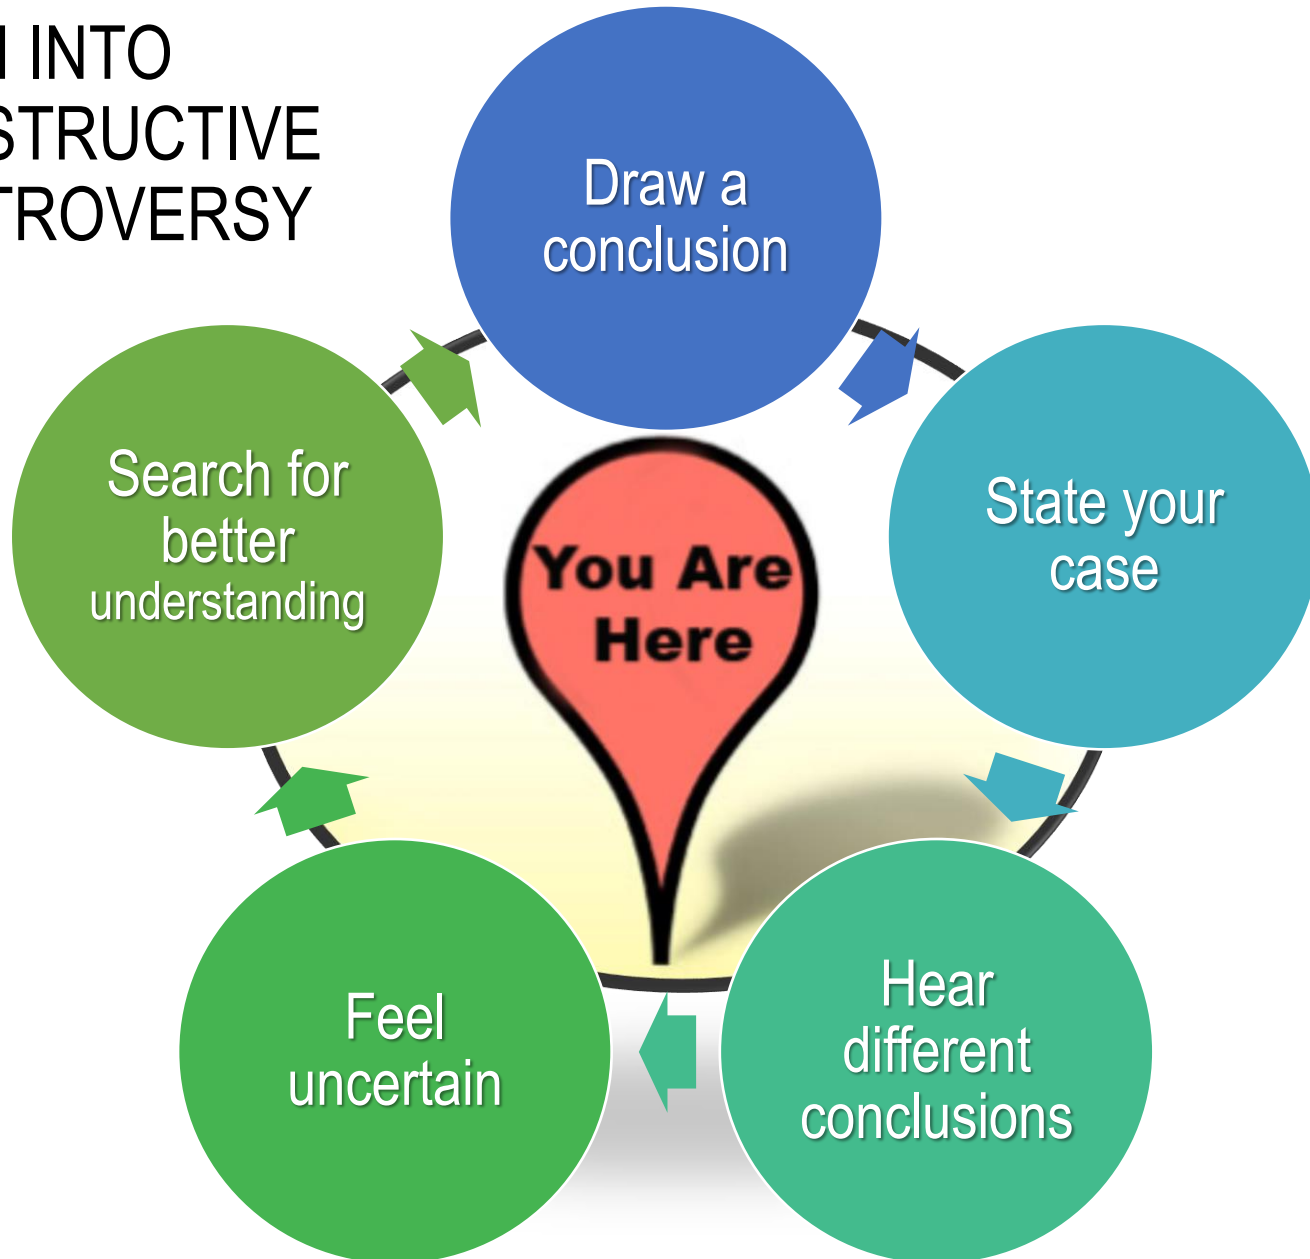 INTO
STRUCTIVE
TROVERSY
Draw a
conclusion
State your
case
Hear
different
conclusions
Feel
uncertain
Search for
better
understanding
You Are
Here